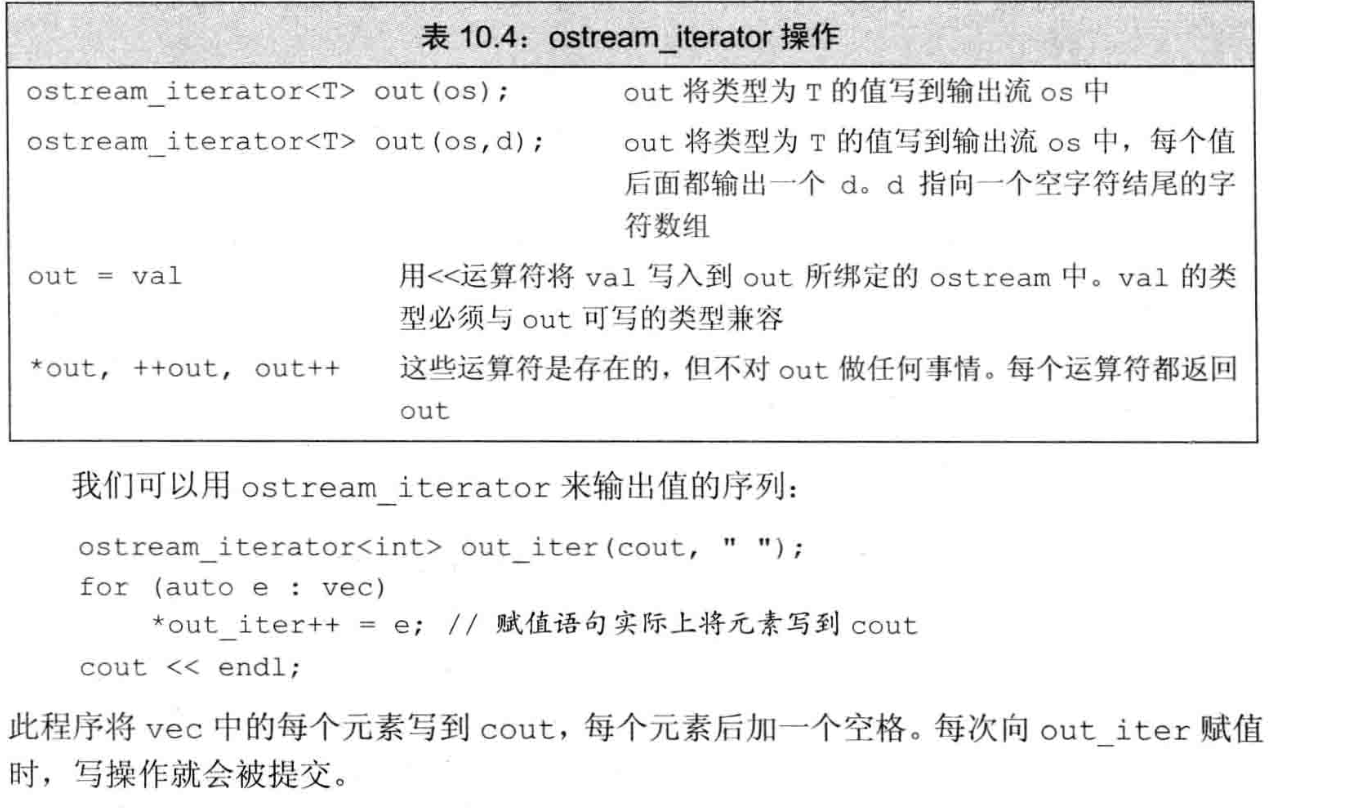 表 10.4：ostream_iterator 操作
ostream_iterator<T> out(os); out 将类型为 T 的值写到输出流 os 中
ostream_iterator<T> out(os,d); out 将类型为 T 的值写到输出流 os 中，每个值
后面都输出一个 d。d 指向一个空字符结尾的字
符数组
out = val 用<<运算符将 val 写入到 out 所绑定的 ostream 中。val 的类
型必须与 out 可写的类型兼容
*out, ++out, out++ 这些运算符是存在的，但不对 out 做任何事情。每个运算符都返回
out
我们可以用 ostream_iterator 来输出值的序列：
ostream_iterator<int> out_iter(cout, " ");
for (auto e : vec)
*out_iter++ = e; // 赋值语句实际上将元素写到 cout
cout << endl;
此程序将 vec 中的每个元素写到 cout，每个元素后加一个空格。每次向 out_iter 赋值
时，写操作就会被提交。